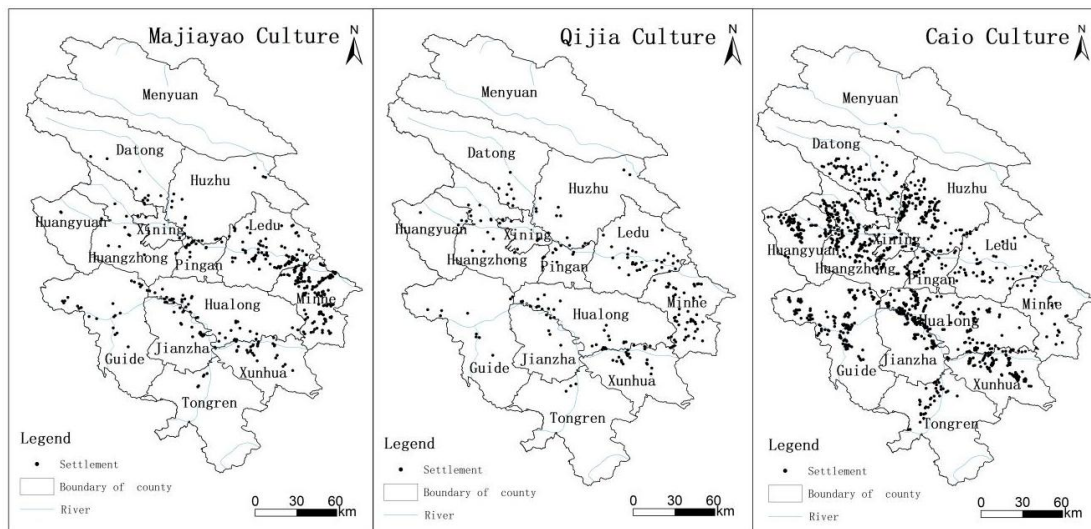 Majiayao Culture
N
Menyuan
Datong
Huzhu
Huangyuan
Xining
Ledu
Huangzhong
Pingan
Minhe
Hualong
Guide
Jianzha
Xunhua
Tongren
Legend
Settlement
Boundary of county
River
0 30 60
km
Qijia Culture
N
Menyuan
Datong
Huzhu
Huangyuan
Xining
Ledu
Huangzhong
Pingan
Minhe
Hualong
Jianzha
Guide
Xunhua
Tongren
Legend
Settlement
Boundary of county
River
0 30 60
km
Caio Culture
N
Menyuan
Datong
Huzhu
Xining
Ledu
Huangyuan
Huangzhong
Pingan
Minhe
Hualong
Jianzha
Guide
Xunhua
Tongren
Legend
Settlement
Boundary of county
River
0 30 60
km